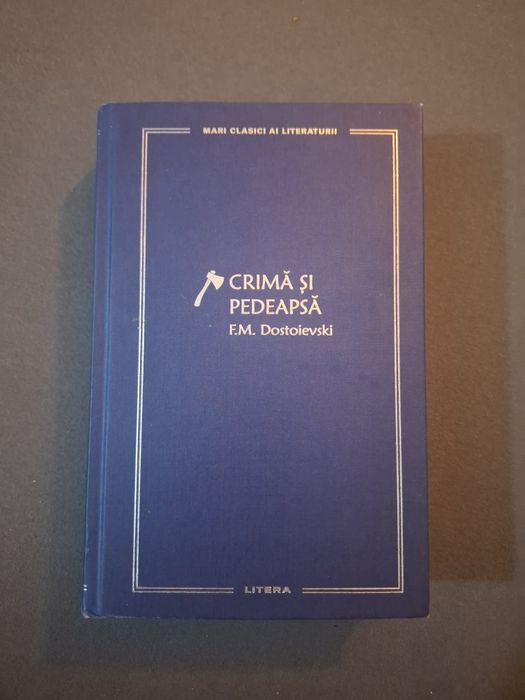 MARI CLASICI AI LITERATURII
CRIMĂ ȘI
PEDEAPSĂ
F.M. Dostoievski
LITERA